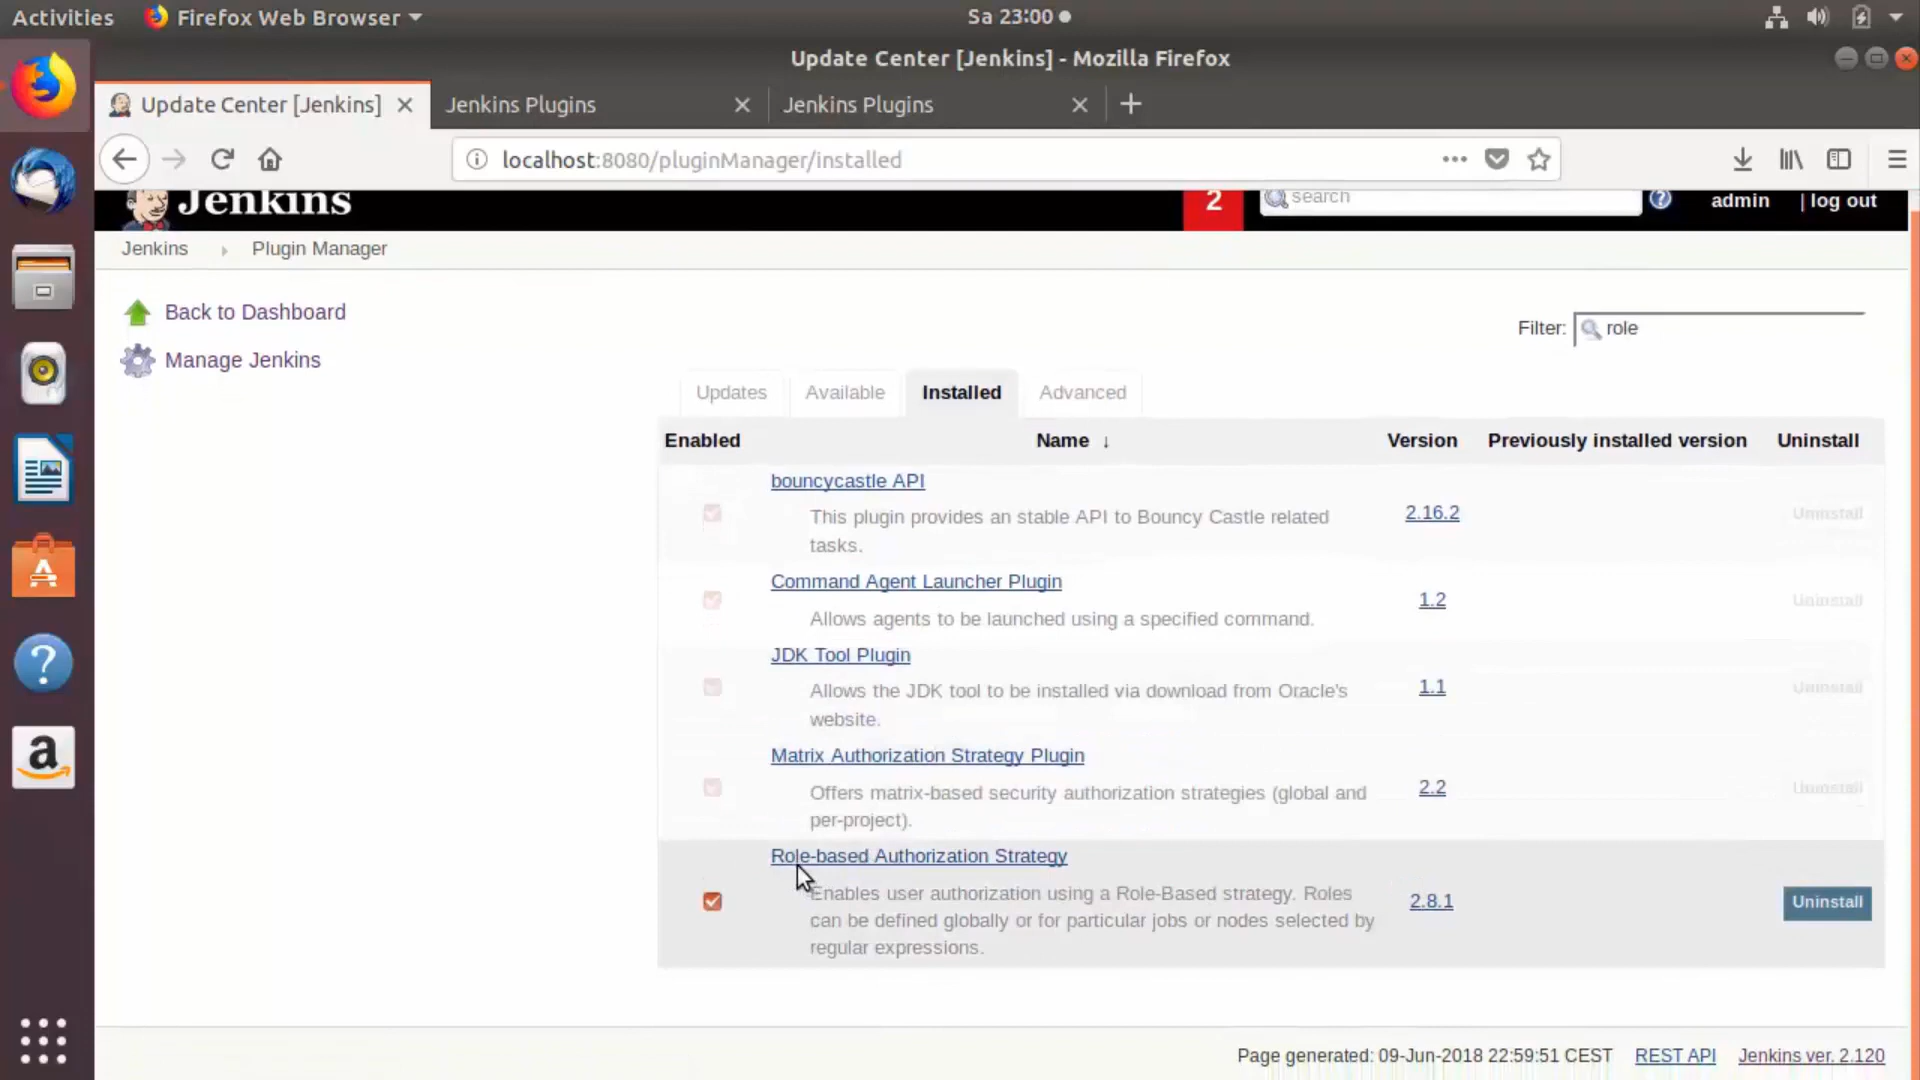 Activities Firefox Web Browser Sa 23:00
Update Center [Jenkins] - Mozilla Firefox
Update Center [Jenkins] Jenkins Plugins Jenkins Plugins
localhost:8080/pluginManager/installed
Jenkins 2 search admin | log out
Jenkins Plugin Manager
Back to Dashboard
Manage Jenkins
Filter: role
Updates Available Installed Advanced
Enabled Name ↓ Version Previously installed version Uninstall
bouncycastle API
This plugin provides an stable API to Bouncy Castle related
tasks.
2.16.2 Uninstall
Command Agent Launcher Plugin
Allows agents to be launched using a specified command.
1.2 Uninstall
JDK Tool Plugin
Allows the JDK tool to be installed via download from Oracle's
website.
1.1 Uninstall
Matrix Authorization Strategy Plugin
Offers matrix-based security authorization strategies (global and
per-project).
2.2 Uninstall
Role-based Authorization Strategy
Enables user authorization using a Role-Based strategy. Roles
can be defined globally or for particular jobs or nodes selected by
regular expressions.
2.8.1 Uninstall
Page generated: 09-Jun-2018 22:59:51 CEST REST API Jenkins ver. 2.120